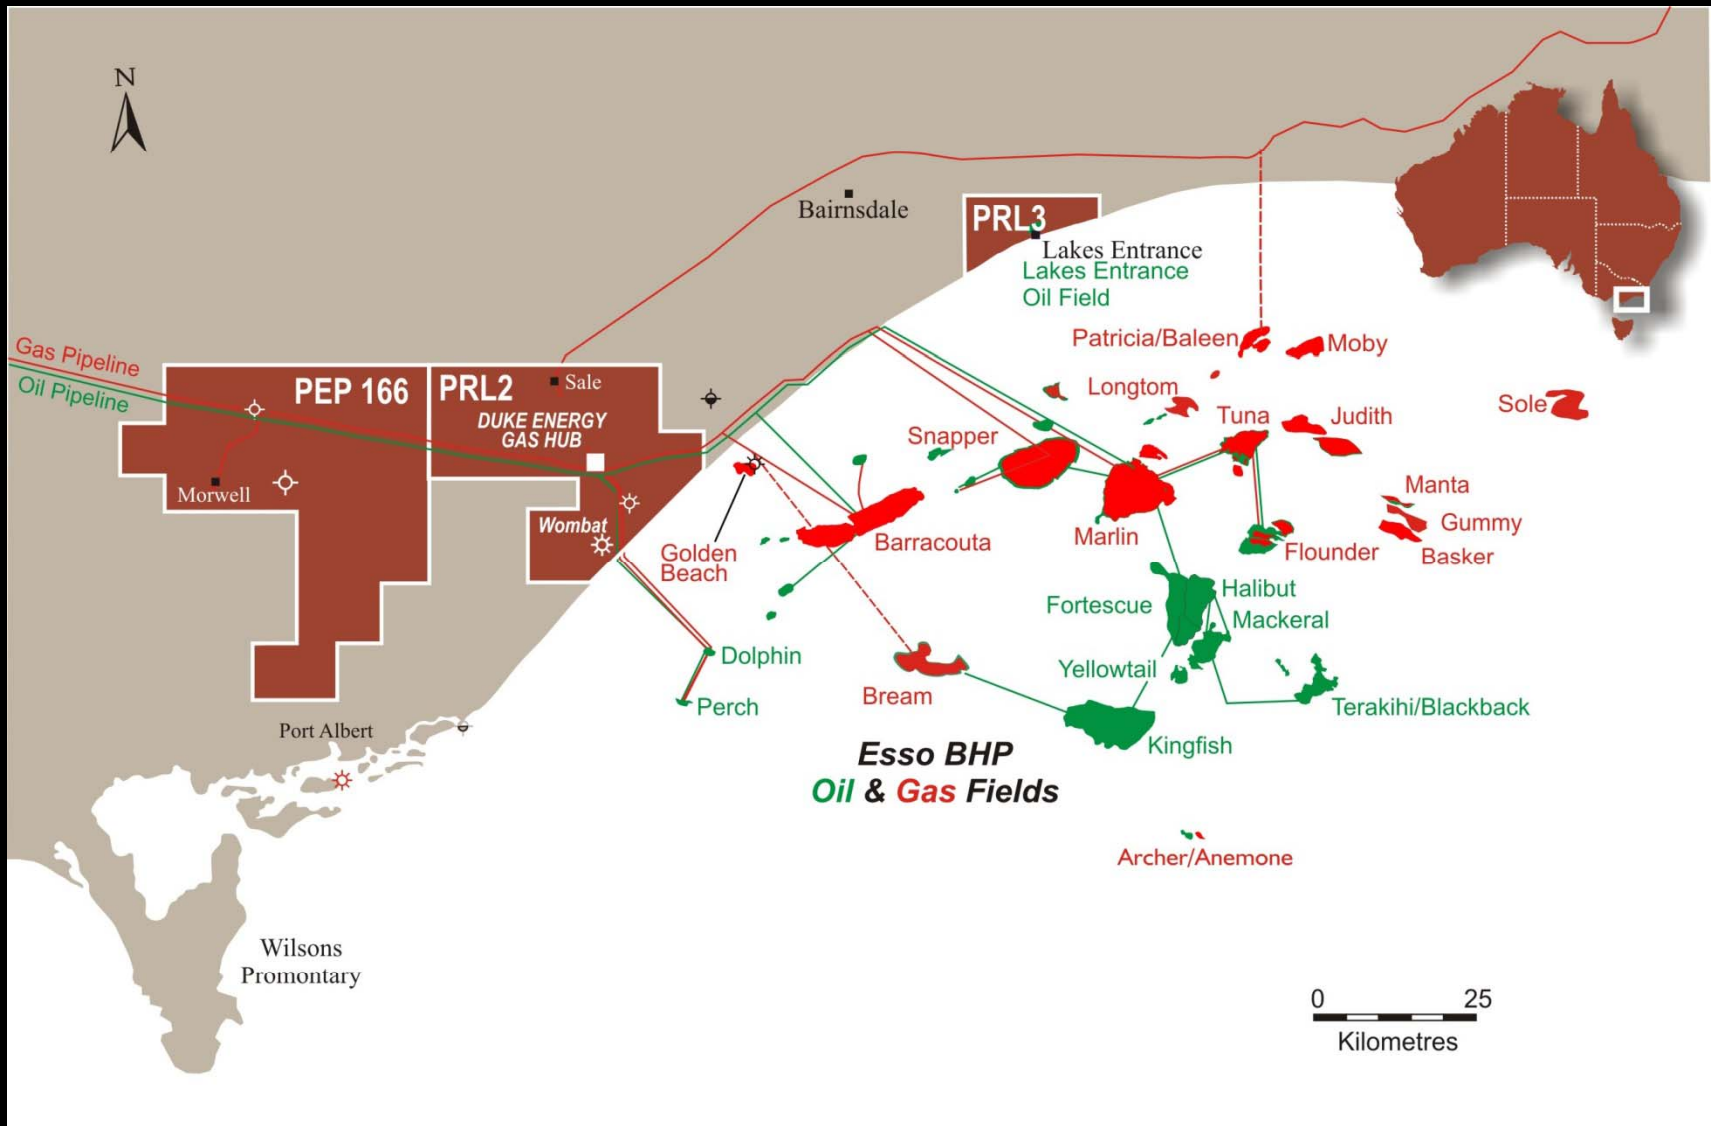 N
Bairnsdale
PRL3
Lakes Entrance
Lakes Entrance
Oil Field
Gas Pipeline
Oil Pipeline
PEP 166
PRL2
Sale
DUKE ENERGY
GAS HUB
Morwell
Wombat
Patricia/Baleen
Moby
Longtom
Sole
Tuna
Judith
Snapper
Manta
Gummy
Basker
Marlin
Flounder
Barracouta
Golden
Beach
Halibut
Fortescue
Mackeral
Dolphin
Yellowtail
Bream
Perch
Terakihi/Blackback
Kingfish
Port Albert
Esso BHP
Oil & Gas Fields
Archer/Anemone
Wilsons
Promontary
0 25
Kilometres